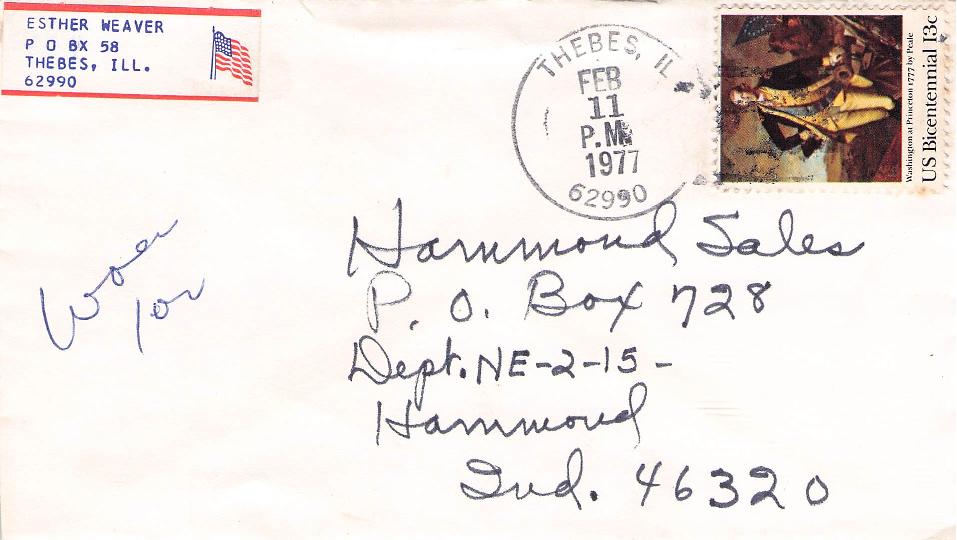 ESTHER WEAVER
P O BX 58
THEBES, ILL.
62990
THEBES, IL
FEB
11
P.M.
1977
62990
Washington at Princeton 1777 by Peale
US Bicentennial 13c
Hammond Sales
P. O. Box 728
Dept. NE-2-15-
Hammond
Ind. 46320